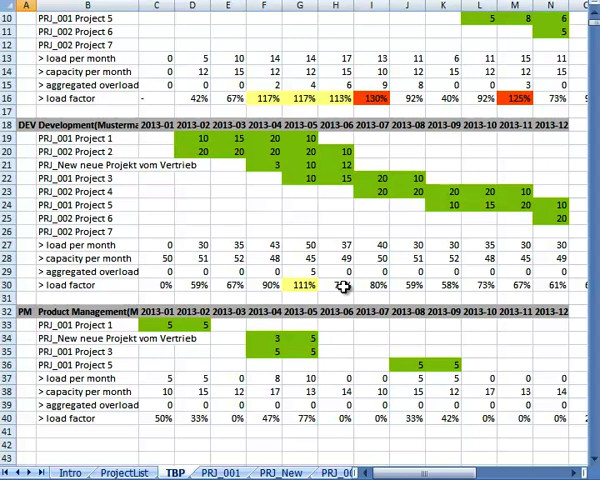 A B C D E F G H I J K L M N
10 PRJ_001 Project 5 5 8 6
11 PRJ_002 Project 6 5
12 PRJ_002 Project 7
13 > load per month 0 5 10 14 14 17 13 11 6 11 15 11
14 > capacity per month 0 12 15 12 12 15 10 12 15 12 12 15
15 > aggregated overload 0 0 0 2 4 6 9 8 0 0 3 0
16 > load factor - 42% 67% 117% 117% 113% 130% 92% 40% 92% 125% 73%
17
18 DEV Development(Musterma 2013-01 2013-02 2013-03 2013-04 2013-05 2013-06 2013-07 2013-08 2013-09 2013-10 2013-11 2013-12
19 PRJ_001 Project 1 10 15 20 10
20 PRJ_002 Project 2 20 20 20 20 10
21 PRJ_New neue Projekt vom Vertrieb 3 10 12
22 PRJ_001 Project 3 10 15 20 10
23 PRJ_002 Project 4 20 20 20 10
24 PRJ_001 Project 5 10 15 20 10
25 PRJ_002 Project 6 20
26 PRJ_002 Project 7
27 > load per month 0 30 35 43 50 37 40 30 30 35 30 30
28 > capacity per month 50 51 52 48 45 49 50 51 52 48 45 49
29 > aggregated overload 0 0 0 0 5 0 0 0 0 0 0 0
30 > load factor 0% 59% 67% 90% 111% 80% 59% 58% 73% 67% 61%
31
32 PM Product Management(M 2013-01 2013-02 2013-03 2013-04 2013-05 2013-06 2013-07 2013-08 2013-09 2013-10 2013-11 2013-12
33 PRJ_001 Project 1 5 5
34 PRJ_New neue Projekt vom Vertrieb 3 5
35 PRJ_001 Project 3 5 5
36 PRJ_001 Project 5 5 5
37 > load per month 5 5 0 8 10 0 0 5 5 0 0 0
38 > capacity per month 10 15 12 17 13 14 10 15 12 17 13 14
39 > aggregated overload 0 0 0 0 0 0 0 0 0 0 0 0
40 > load factor 50% 33% 0% 47% 77% 0% 0% 33% 42% 0% 0% 0%
41
42
43
Intro ProjectList TBP PRJ_001 PRJ_New